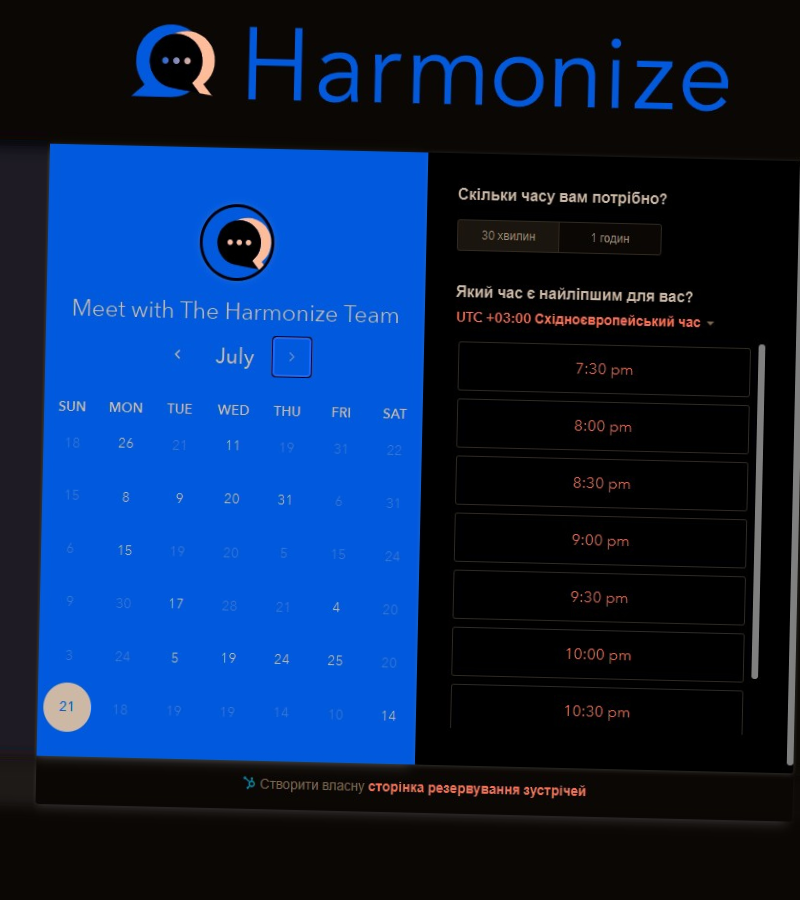 Harmonize
Meet with The Harmonize Team
July
SUN MON TUE WED THU FRI SAT
18 26 21 11 19 31 22
15 8 9 20 31 6 31
6 15 19 20 5 15 24
9 30 17 28 21 4 20
3 24 5 19 24 25 20
21 18 19 19 14 10 14
Скільки часу вам потрібно?
30 хвилин 1 годин
Який час є найліпшим для вас?
UTC +03:00 Східноєвропейський час
7:30 pm
8:00 pm
8:30 pm
9:00 pm
9:30 pm
10:00 pm
10:30 pm
Створити власну сторінка резервування зустрічей